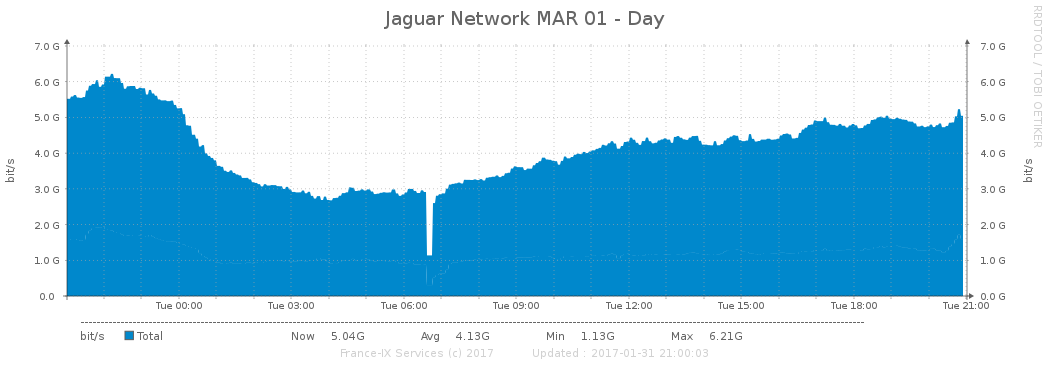 Jaguar Network MAR 01 - Day
RRDTOOL / TOBI OETIKER
7.0 G 7.0 G
6.0 G 6.0 G
5.0 G 5.0 G
4.0 G 4.0 G
3.0 G 3.0 G
2.0 G 2.0 G
1.0 G 1.0 G
0.0 0.0 G
bit/s
bit/s
Tue 00:00 Tue 03:00 Tue 06:00 Tue 09:00 Tue 12:00 Tue 15:00 Tue 18:00 Tue 21:00
bit/s Total Now 5.04G Avg 4.13G Min 1.13G Max 6.21G
France-IX Services (c) 2017 Updated : 2017-01-31 21:00:03